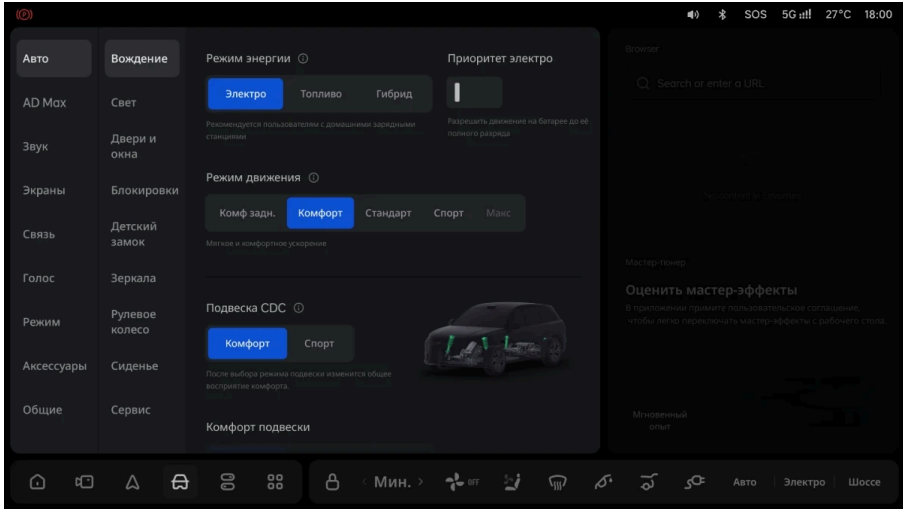 SOS 5G 27°C 18:00
Авто
AD Max
Звук
Экраны
Связь
Голос
Режим
Аксессуары
Общие
Вождение
Свет
Двери и
окна
Блокировки
Детский
замок
Зеркала
Рулевое
колесо
Сиденье
Сервис
Режим энергии
Электро Топливо Гибрид
Рекомендуется пользователям с домашними зарядными
станциями
Приоритет электро
Разрешить движение на батарее до её
полного разряда
Режим движения
Комф задн. Комфорт Стандарт Спорт Макс
Мягкое и комфортное ускорение
Подвеска CDC
Комфорт Спорт
После выбора режима подвески изменится общее
восприятие комфорта.
Комфорт подвески
Browser
Search or enter a URL
Мастер-тюнер
Оценить мастер-эффекты
В приложении примите пользовательское соглашение,
чтобы легко переключать мастер-эффекты с рабочего стола.
Мгновенный
опыт
Мин. OFF Авто Электро Шоссе